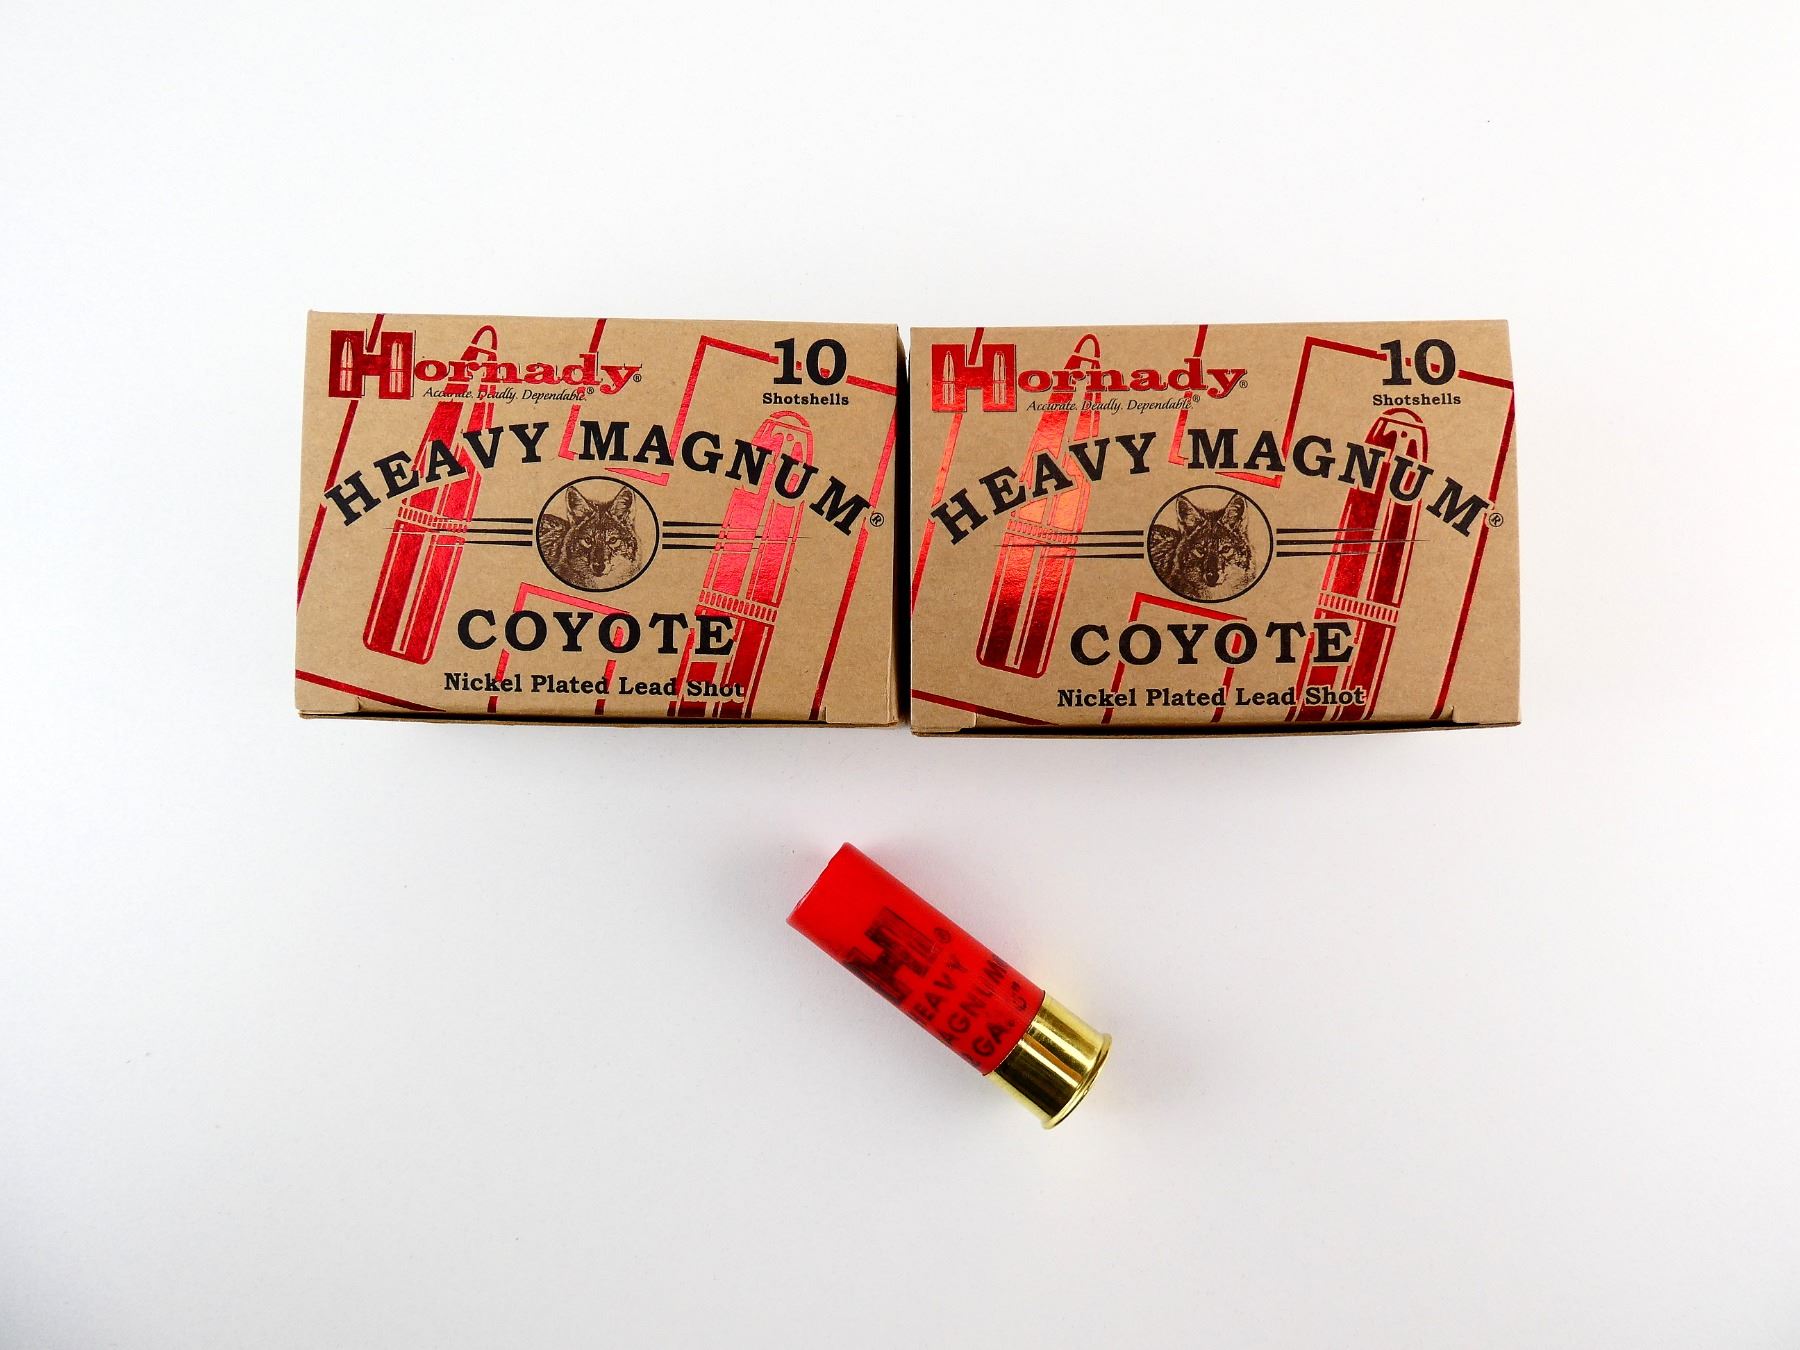 Hornady®
Accurate. Deadly. Dependable.®
10
Shotshells
HEAVY MAGNUM®
COYOTE
Nickel Plated Lead Shot
Hornady®
Accurate. Deadly. Dependable.®
10
Shotshells
HEAVY MAGNUM®
COYOTE
Nickel Plated Lead Shot
H®
GA.